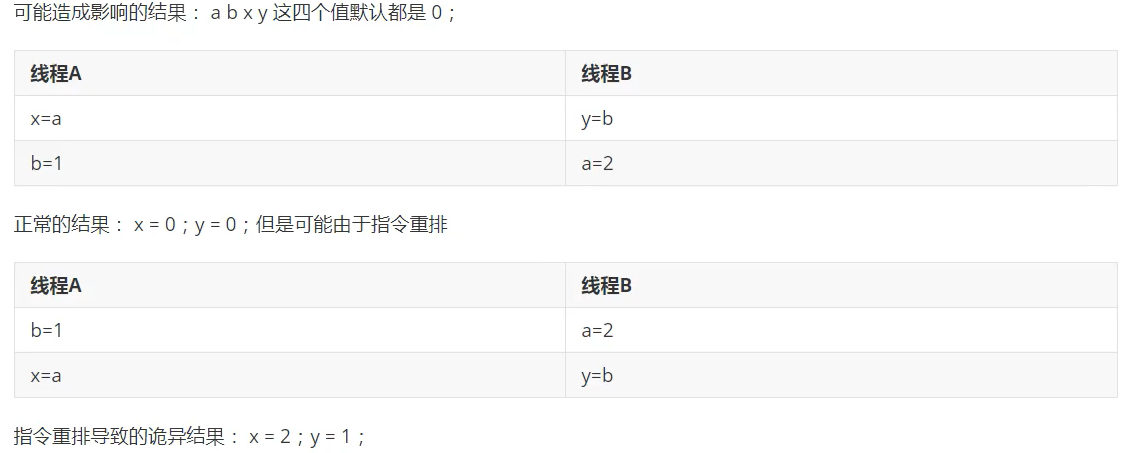 可能造成影响的结果： a b x y 这四个值默认都是 0；
线程A 线程B
x=a y=b
b=1 a=2
正常的结果： x = 0；y = 0；但是可能由于指令重排
线程A 线程B
b=1 a=2
x=a y=b
指令重排导致的诡异结果： x = 2；y = 1；